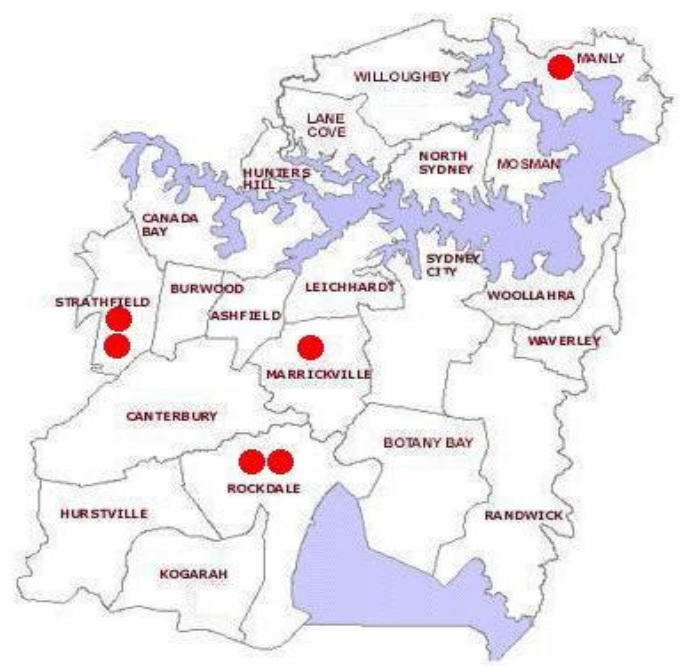 MANLY
WILLOUGHBY
LANE
COVE
NORTH
SYDNEY
MOSMAN
HUNTERS
HILL
CANADA
BAY
SYDNEY
CITY
BURWOOD
LEICHHARDT
STRATHFIELD
ASHFIELD
WOOLLAHRA
WAVERLEY
MARRICKVILLE
CANTERBURY
BOTANY BAY
ROCKDALE
HURSTVILLE
RANDWICK
KOGARAH